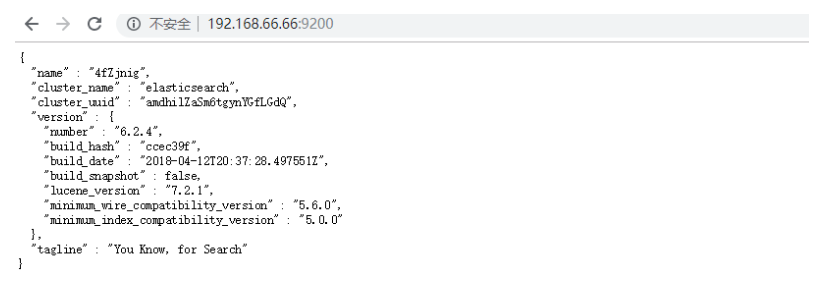 不安全 | 192.168.66.66:9200
{
  "name" : "4fZjnig",
  "cluster_name" : "elasticsearch",
  "cluster_uuid" : "amdhilZaSm6tgynYGfLGdQ",
  "version" : {
    "number" : "6.2.4",
    "build_hash" : "ccec39f",
    "build_date" : "2018-04-12T20:37:28.497551Z",
    "build_snapshot" : false,
    "lucene_version" : "7.2.1",
    "minimum_wire_compatibility_version" : "5.6.0",
    "minimum_index_compatibility_version" : "5.0.0"
  },
  "tagline" : "You Know, for Search"
}